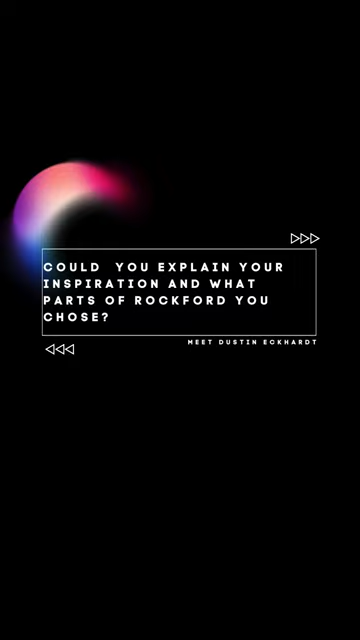 COULD YOU EXPLAIN YOUR
INSPIRATION AND WHAT
PARTS OF ROCKFORD YOU
CHOSE?
MEET DUSTIN ECKHARDT